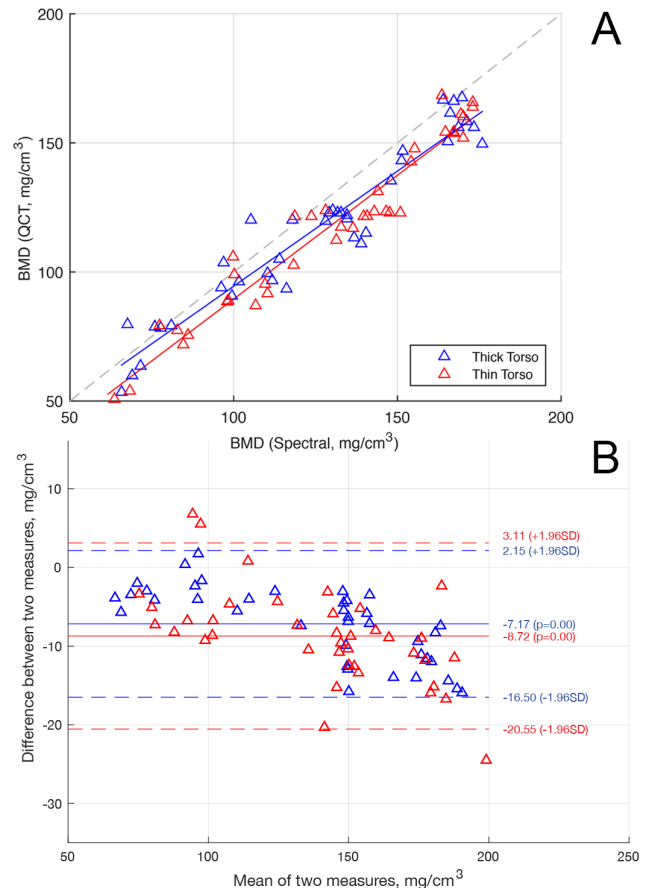 A
200
150
100
50
BMD (QCT, mg/cm³)
Thick Torso
Thin Torso
50
100
150
200
BMD (Spectral, mg/cm³)
B
10
0
-10
-20
-30
Difference between two measures, mg/cm³
3.11 (+1.96SD)
2.15 (+1.96SD)
-7.17 (p=0.00)
-8.72 (p=0.00)
-16.50 (-1.96SD)
-20.55 (-1.96SD)
50
100
150
200
250
Mean of two measures, mg/cm³